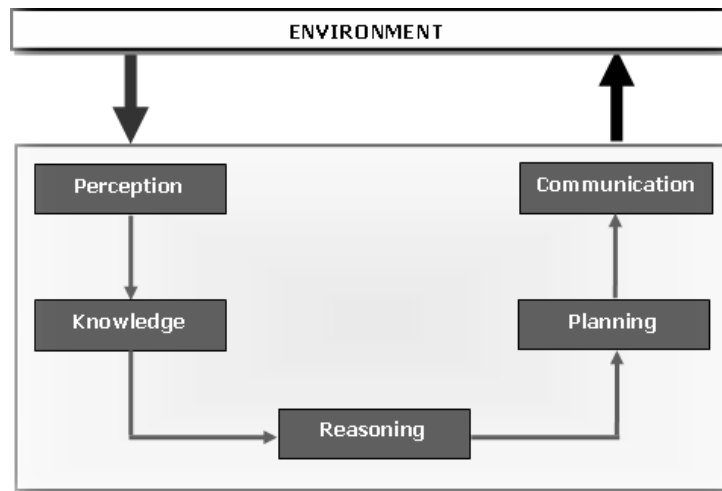 ENVIRONMENT
Perception
Communication
Knowledge
Planning
Reasoning